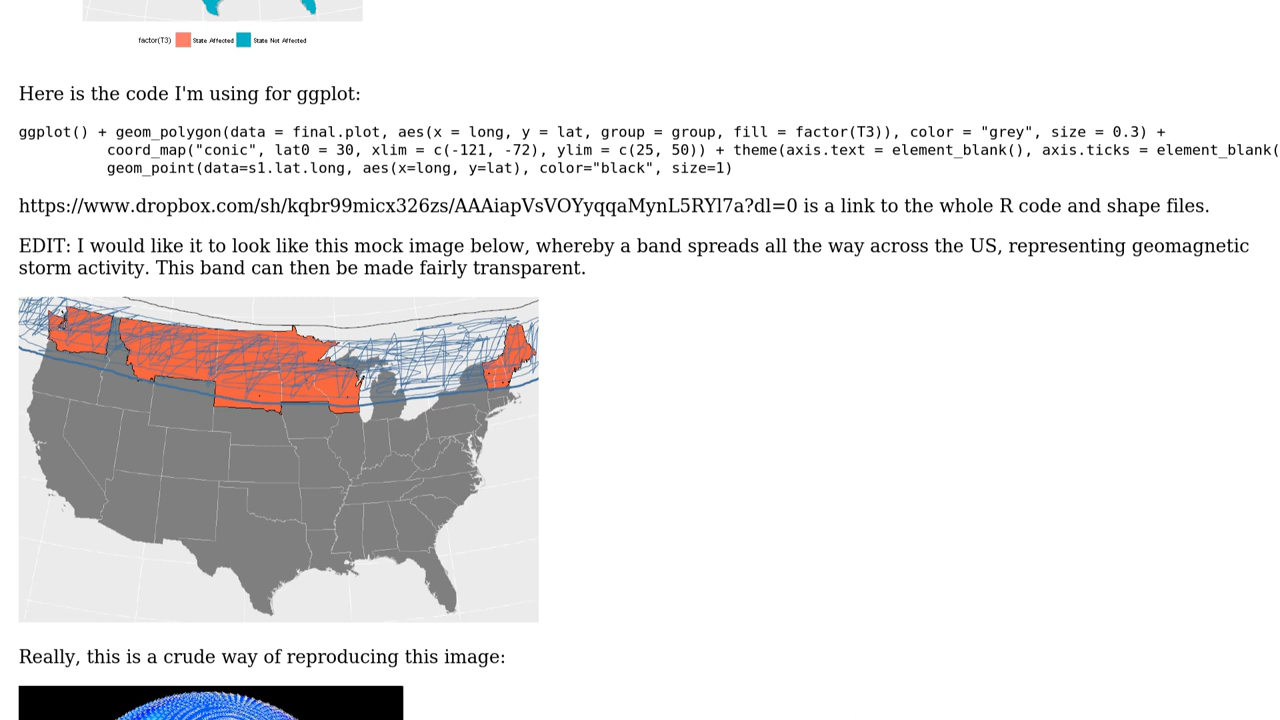 factor(T3) State Affected State Not Affected
Here is the code I'm using for ggplot:
ggplot() + geom_polygon(data = final.plot, aes(x = long, y = lat, group = group, fill = factor(T3)), color = "grey", size = 0.3) +
coord_map("conic", lat0 = 30, xlim = c(-121, -72), ylim = c(25, 50)) + theme(axis.text = element_blank(), axis.ticks = element_blank(
geom_point(data=s1.lat.long, aes(x=long, y=lat), color="black", size=1)
https://www.dropbox.com/sh/kqbr99micx326zs/AAAiapVsVOYyqqaMynL5RYl7a?dl=0 is a link to the whole R code and shape files.
EDIT: I would like it to look like this mock image below, whereby a band spreads all the way across the US, representing geomagnetic
storm activity. This band can then be made fairly transparent.
Really, this is a crude way of reproducing this image: